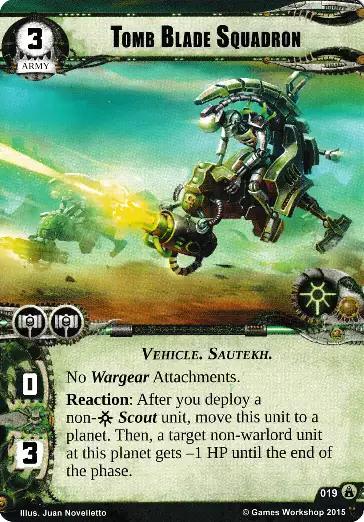 3
ARMY
TOMB BLADE SQUADRON
VEHICLE. SAUTEKH.
0
No Wargear Attachments.
Reaction: After you deploy a
non- Scout unit, move this unit to a
planet. Then, a target non-warlord unit
at this planet gets –1 HP until the end of
the phase.
3
019
Illus. Juan Novelletto
© Games Workshop 2015